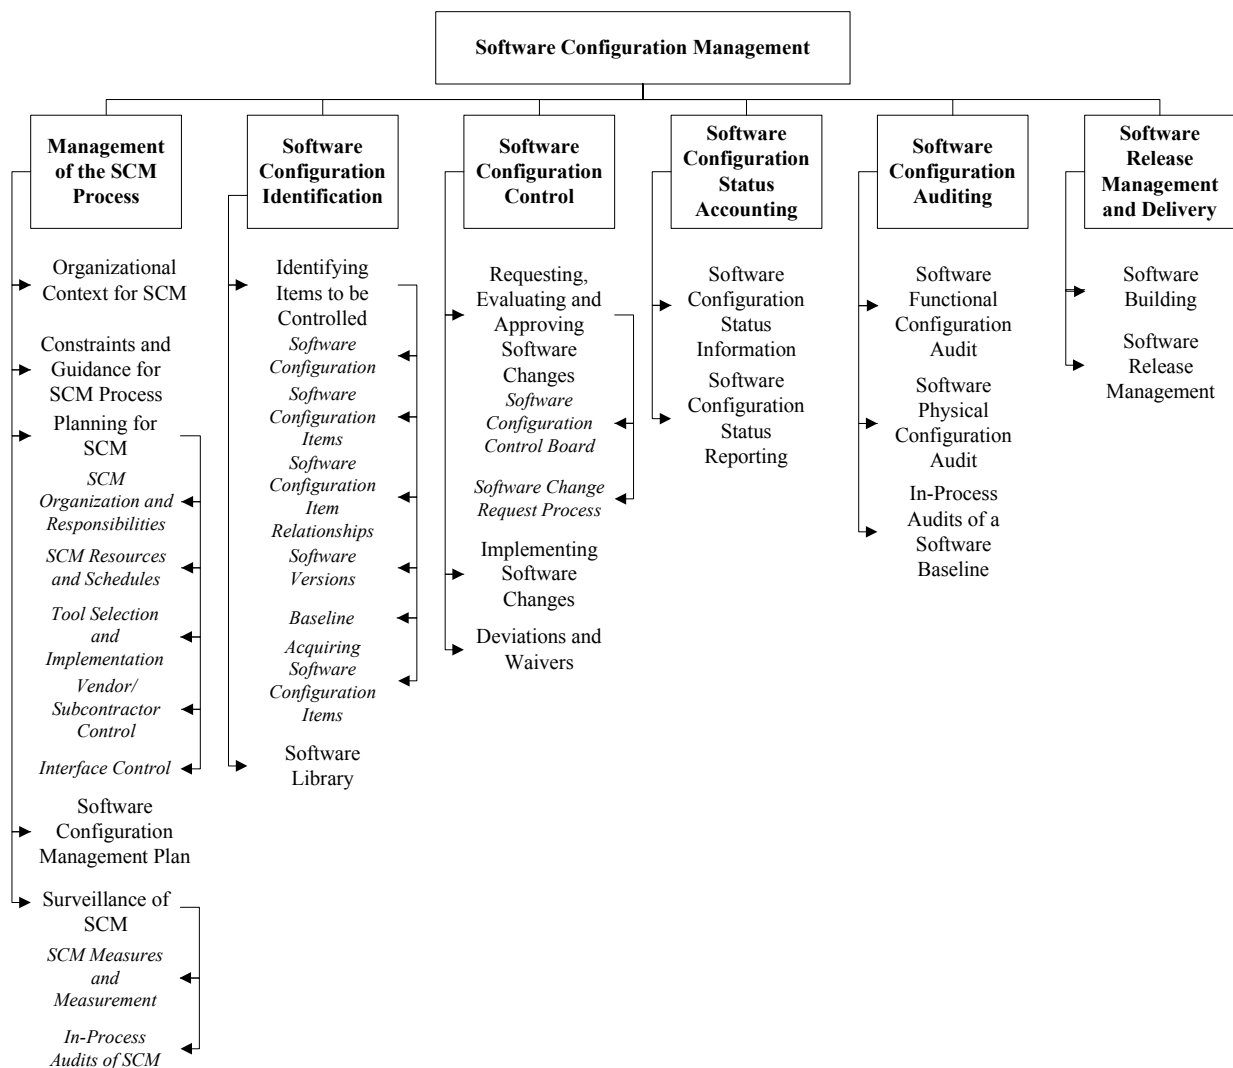 Software Configuration Management
Management
of the SCM
Process
Organizational
Context for SCM
Constraints and
Guidance for
SCM Process
Planning for
SCM
SCM
Organization and
Responsibilities
SCM Resources
and Schedules
Tool Selection
and
Implementation
Vendor/
Subcontractor
Control
Interface Control
Software
Configuration
Management Plan
Surveillance of
SCM
SCM Measures
and
Measurement
In-Process
Audits of SCM
Software
Configuration
Identification
Identifying
Items to be
Controlled
Software
Configuration
Software
Configuration
Items
Software
Configuration
Item
Relationships
Software
Versions
Baseline
Acquiring
Software
Configuration
Items
Software
Library
Software
Configuration
Control
Requesting,
Evaluating and
Approving
Software
Changes
Software
Configuration
Control Board
Software Change
Request Process
Implementing
Software
Changes
Deviations and
Waivers
Software
Configuration
Status
Accounting
Software
Configuration
Status
Information
Software
Configuration
Status
Reporting
Software
Configuration
Auditing
Software
Functional
Configuration
Audit
Software
Physical
Configuration
Audit
In-Process
Audits of a
Software
Baseline
Software
Release
Management
and Delivery
Software
Building
Software
Release
Management